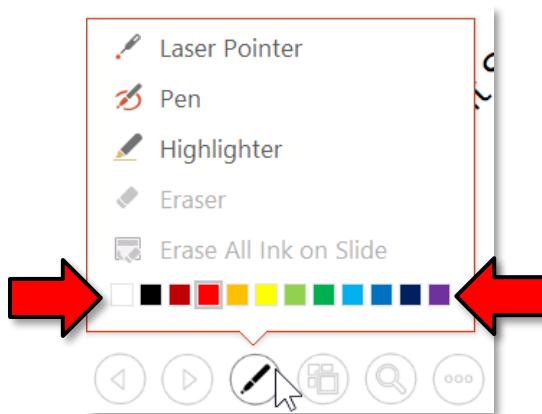 Laser Pointer
Pen
Highlighter
Eraser
Erase All Ink on Slide